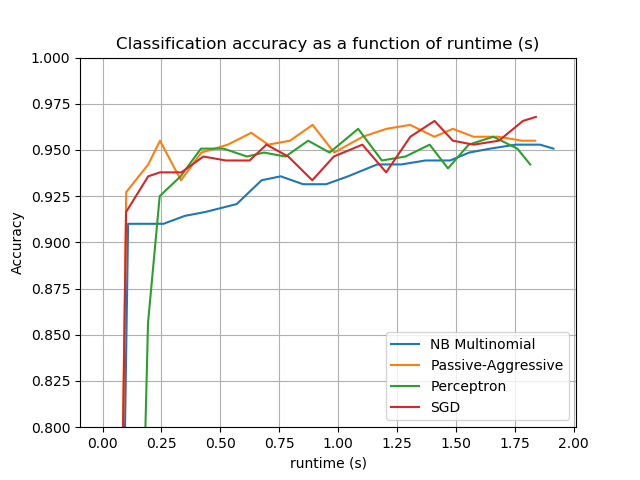 Classification accuracy as a function of runtime (s)
1.000
0.975
0.950
0.925
0.900
0.875
0.850
0.825
0.800
Accuracy
NB Multinomial
Passive-Aggressive
Perceptron
SGD
0.00 0.25 0.50 0.75 1.00 1.25 1.50 1.75 2.00
runtime (s)